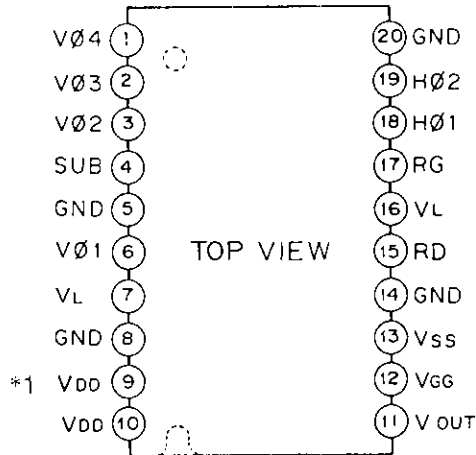 VØ4 1
VØ3 2
VØ2 3
SUB 4
GND 5
VØ1 6
VL 7
GND 8
*1 VDD 9
VDD 10
TOP VIEW
20 GND
19 HØ2
18 HØ1
17 RG
16 VL
15 RD
14 GND
13 VSS
12 VGG
11 VOUT